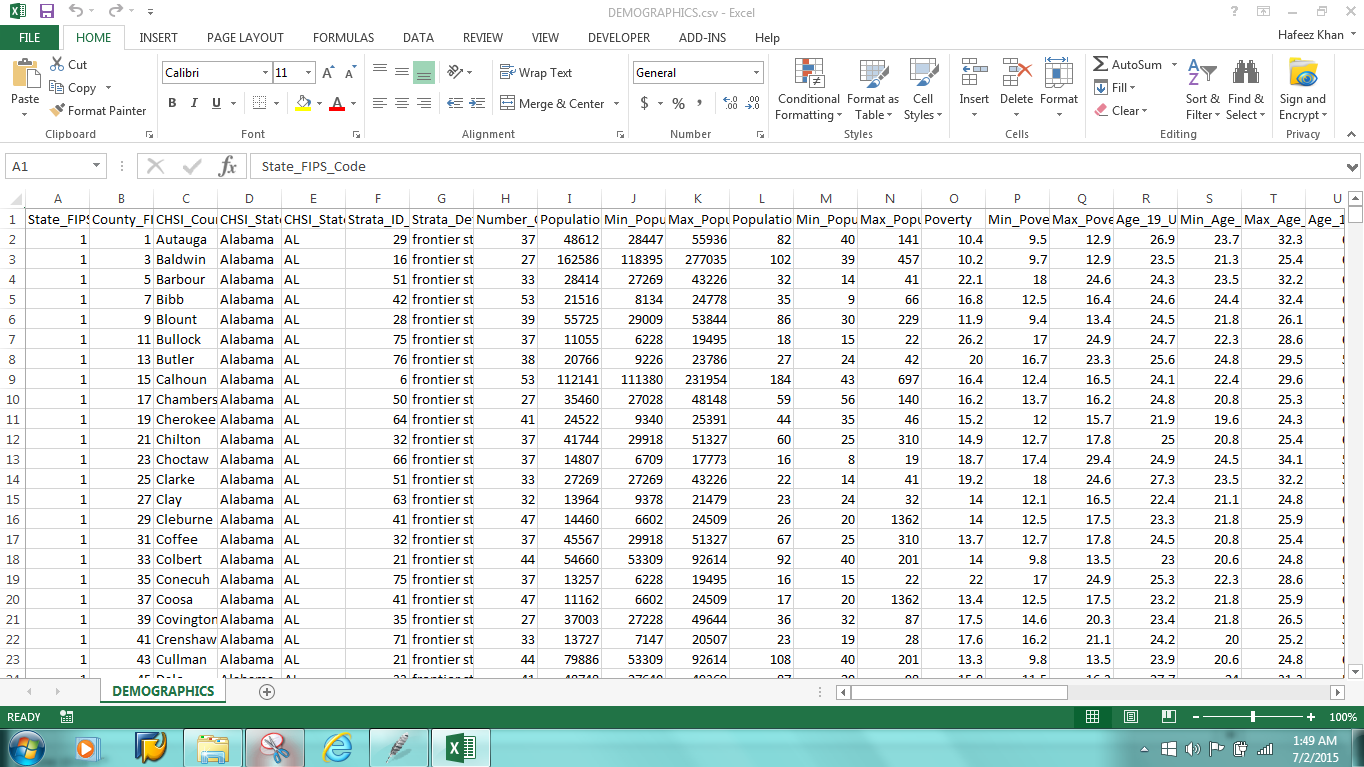 DEMOGRAPHICS.csv - Excel
FILE HOME INSERT PAGE LAYOUT FORMULAS DATA REVIEW VIEW DEVELOPER ADD-INS Help Hafeez Khan
Paste Cut Copy Format Painter Clipboard
Calibri 11 B I U A Font
Wrap Text Merge & Center Alignment
General $ % , Number
Conditional Formatting Format as Table Cell Styles Styles
Insert Delete Format Cells
AutoSum Fill Clear Sort & Filter Find & Select Editing
Sign and Encrypt Privacy
A1 fx State_FIPS_Code
A B C D E F G H I J K L M N O P Q R S T U
1 State_FIPS County_FI CHSI_Cou CHSI_State CHSI_State Strata_ID_ Strata_De Number_C Populatio Min_Popu Max_Popu Populatio Min_Popu Max_Popu Poverty Min_Pove Max_Pove Age_19_U Min_Age_ Max_Age_ Age_1
2 1 1 Autauga Alabama AL 29 frontier st 37 48612 28447 55936 82 40 141 10.4 9.5 12.9 26.9 23.7 32.3
3 1 3 Baldwin Alabama AL 16 frontier st 27 162586 118395 277035 102 39 457 10.2 9.7 12.9 23.5 21.3 25.4
4 1 5 Barbour Alabama AL 51 frontier st 33 28414 27269 43226 32 14 41 22.1 18 24.6 24.3 23.5 32.2
5 1 7 Bibb Alabama AL 42 frontier st 53 21516 8134 24778 35 9 66 16.8 12.5 16.4 24.6 24.4 32.4
6 1 9 Blount Alabama AL 28 frontier st 39 55725 29009 53844 86 30 229 11.9 9.4 13.4 24.5 21.8 26.1
7 1 11 Bullock Alabama AL 75 frontier st 37 11055 6228 19495 18 15 22 26.2 17 24.9 24.7 22.3 28.6
8 1 13 Butler Alabama AL 76 frontier st 38 20766 9226 23786 27 24 42 20 16.7 23.3 25.6 24.8 29.5
9 1 15 Calhoun Alabama AL 6 frontier st 53 112141 111380 231954 184 43 697 16.4 12.4 16.5 24.1 22.4 29.6
10 1 17 Chambers Alabama AL 50 frontier st 27 35460 27028 48148 59 56 140 16.2 13.7 16.2 24.8 20.8 25.3
11 1 19 Cherokee Alabama AL 64 frontier st 41 24522 9340 25391 44 35 46 15.2 12 15.7 21.9 19.6 24.3
12 1 21 Chilton Alabama AL 32 frontier st 37 41744 29918 51327 60 25 310 14.9 12.7 17.8 25 20.8 25.4
13 1 23 Choctaw Alabama AL 66 frontier st 37 14807 6709 17773 16 8 19 18.7 17.4 29.4 24.9 24.5 34.1
14 1 25 Clarke Alabama AL 51 frontier st 33 27269 27269 43226 22 14 41 19.2 18 24.6 27.3 23.5 32.2
15 1 27 Clay Alabama AL 63 frontier st 32 13964 9378 21479 23 24 32 14 12.1 16.5 22.4 21.1 24.8
16 1 29 Cleburne Alabama AL 41 frontier st 47 14460 6602 24509 26 20 1362 14 12.5 17.5 23.3 21.8 25.9
17 1 31 Coffee Alabama AL 32 frontier st 37 45567 29918 51327 67 25 310 13.7 12.7 17.8 24.5 20.8 25.4
18 1 33 Colbert Alabama AL 21 frontier st 44 54660 53309 92614 92 40 201 14 9.8 13.5 23 20.6 24.8
19 1 35 Conecuh Alabama AL 75 frontier st 37 13257 6228 19495 16 15 22 22 17 24.9 25.3 22.3 28.6
20 1 37 Coosa Alabama AL 41 frontier st 47 11162 6602 24509 17 20 1362 13.4 12.5 17.5 23.2 21.8 25.9
21 1 39 Covington Alabama AL 35 frontier st 27 37003 27228 49644 36 32 87 17.5 14.6 20.3 23.4 21.8 26.5
22 1 41 Crenshaw Alabama AL 71 frontier st 33 13727 7147 20507 23 19 28 17.6 16.2 21.1 24.2 20 25.2
23 1 43 Cullman Alabama AL 21 frontier st 44 79886 53309 92614 108 40 201 13.3 9.8 13.5 23.9 20.6 24.8
DEMOGRAPHICS
READY 100%
1:49 AM
7/2/2015